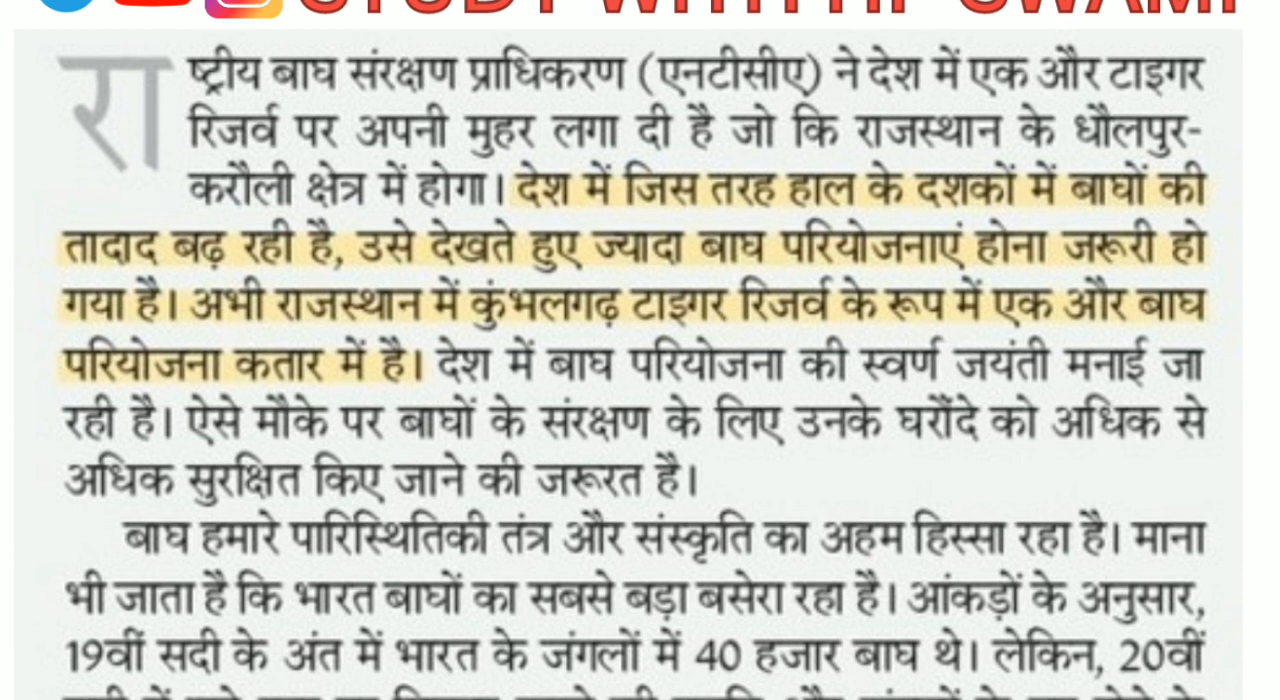 राष्ट्रीय बाघ संरक्षण प्राधिकरण (एनटीसीए) ने देश में एक और टाइगर
रिजर्व पर अपनी मुहर लगा दी है जो कि राजस्थान के धौलपुर-
करौली क्षेत्र में होगा। देश में जिस तरह हाल के दशकों में बाघों की
तादाद बढ़ रही है, उसे देखते हुए ज्यादा बाघ परियोजनाएं होना जरूरी हो
गया है। अभी राजस्थान में कुंभलगढ़ टाइगर रिजर्व के रूप में एक और बाघ
परियोजना कतार में है। देश में बाघ परियोजना की स्वर्ण जयंती मनाई जा
रही है। ऐसे मौके पर बाघों के संरक्षण के लिए उनके घरौंदे को अधिक से
अधिक सुरक्षित किए जाने की जरूरत है।
बाघ हमारे पारिस्थितिकी तंत्र और संस्कृति का अहम हिस्सा रहा है। माना
भी जाता है कि भारत बाघों का सबसे बड़ा बसेरा रहा है। आंकड़ों के अनुसार,
19वीं सदी के अंत में भारत के जंगलों में 40 हजार बाघ थे। लेकिन, 20वीं